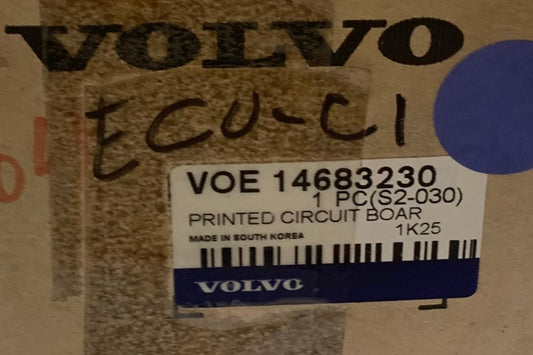 VOLVO
ECU-C1
VOE 14683230
1 PC(S2-030)
PRINTED CIRCUIT BOAR
MADE IN SOUTH KOREA
1K25
VOLVO